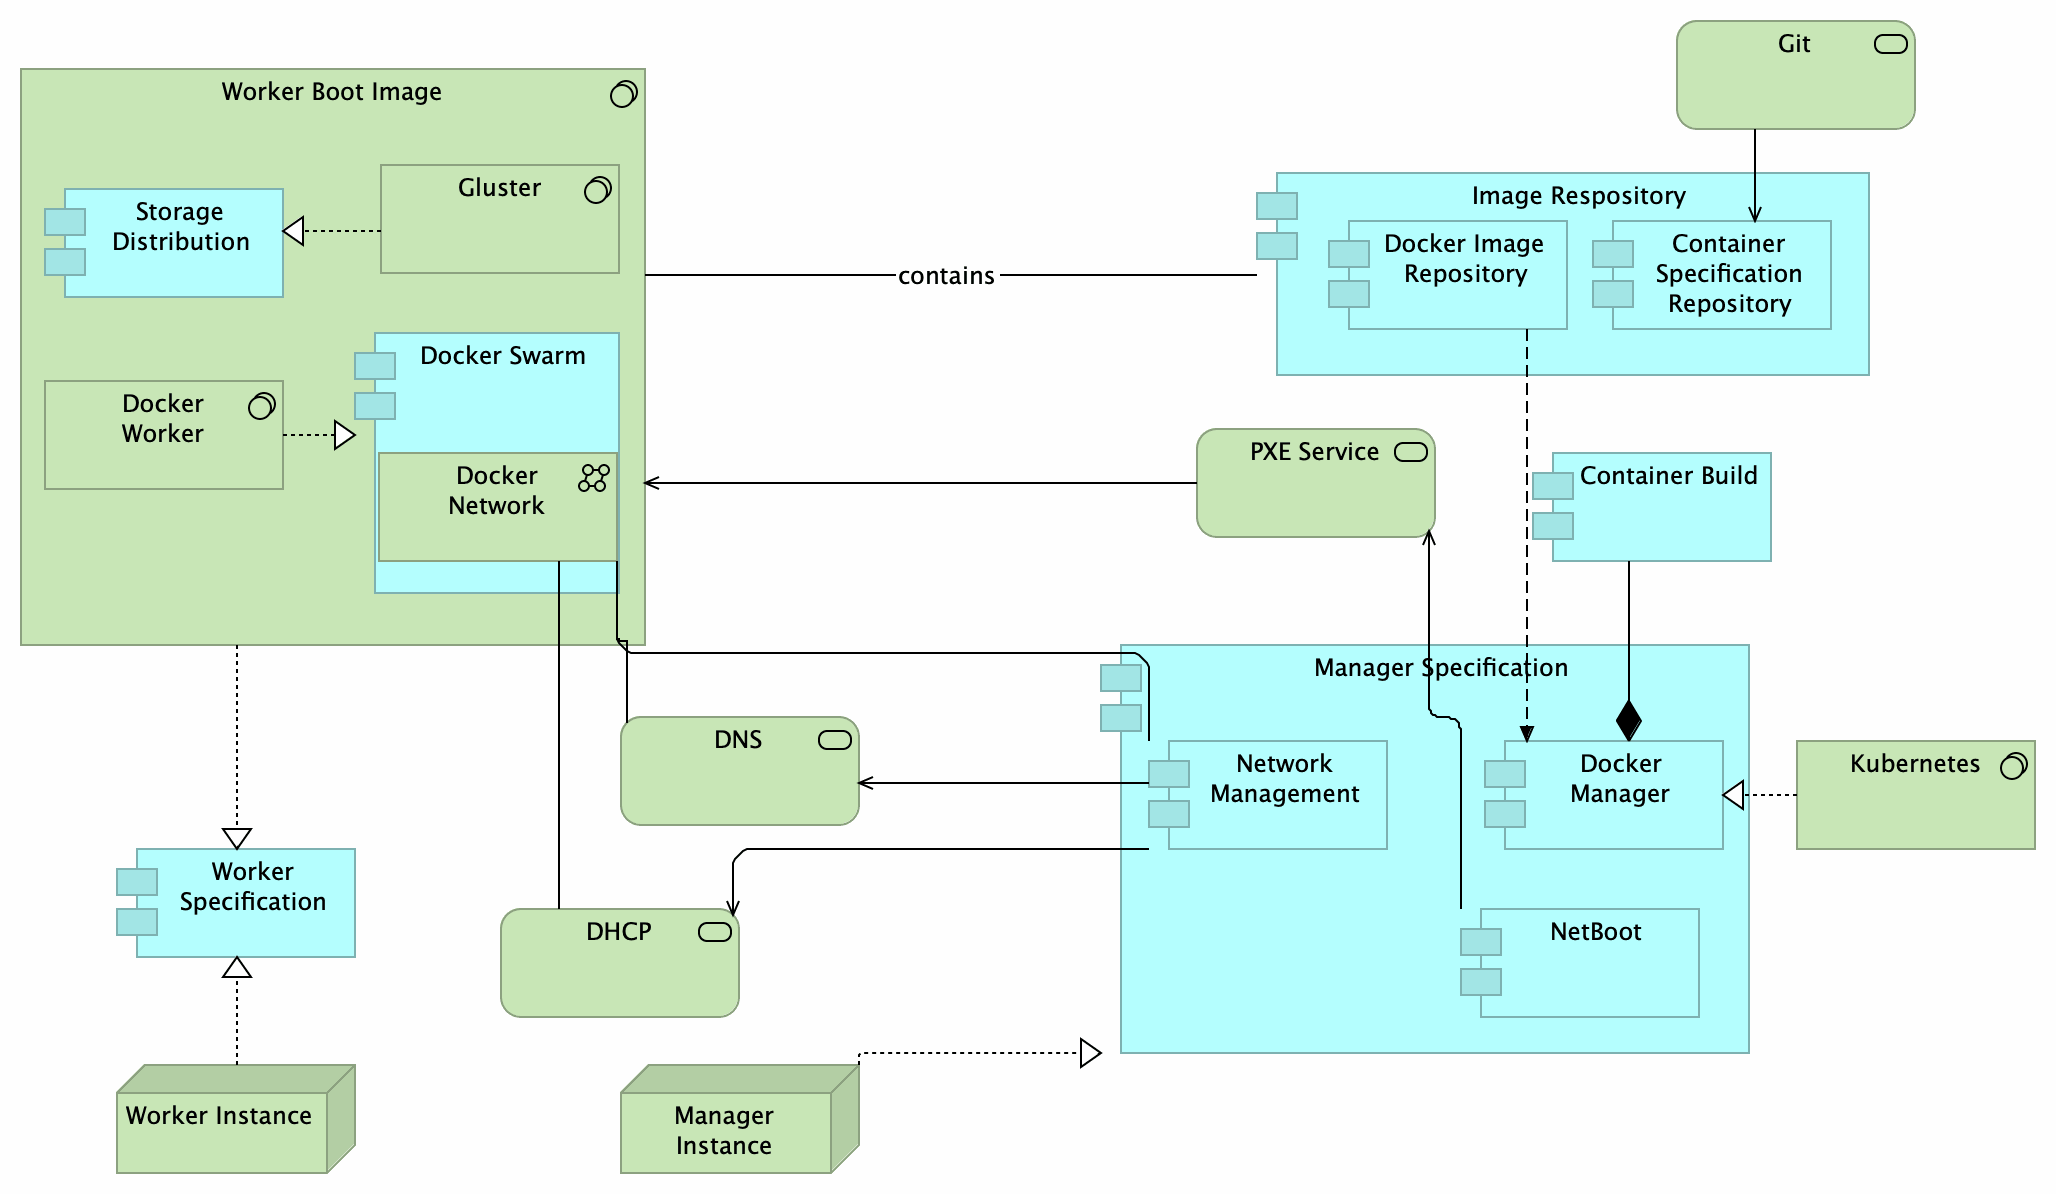 Git
Worker Boot Image
Gluster
Storage
Distribution
Image Respository
Docker Image
Repository
Container
Specification
Repository
contains
Docker Swarm
Docker
Worker
Docker
Network
PXE Service
Container Build
Manager Specification
DNS
Network
Management
Docker
Manager
Kubernetes
Worker
Specification
DHCP
NetBoot
Worker Instance
Manager
Instance